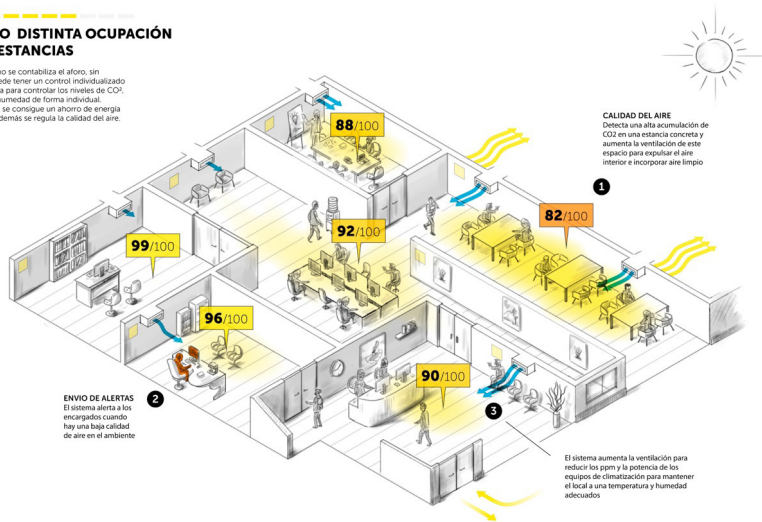 O DISTINTA OCUPACIÓN
ESTANCIAS
no se contabiliza el aforo, sin
ede tener un control individualizado
a para controlar los niveles de CO²,
umedad de forma individual.
se consigue un ahorro de energía
demás se regula la calidad del aire.
CALIDAD DEL AIRE
Detecta una alta acumulación de
CO2 en una estancia concreta y
aumenta la ventilación de este
espacio para expulsar el aire
interior e incorporar aire limpio
1
88/100
82/100
92/100
99/100
96/100
90/100
ENVIO DE ALERTAS
El sistema alerta a los
encargados cuando
hay una baja calidad
de aire en el ambiente
2
3
El sistema aumenta la ventilación para
reducir los ppm y la potencia de los
equipos de climatización para mantener
el local a una temperatura y humedad
adecuados